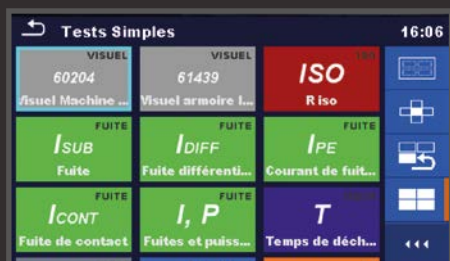 Tests Simples 16:06
VISUEL VISUEL
60204 61439 ISO
Visuel Machine ... Visuel armoire I... R iso
FUITE FUITE FUITE
ISUB IDIFF IPE
Fuite Fuite différenti... Courant de fuit...
FUITE FUITE
ICONT I, P T
Fuite de contact Fuites et puiss... Temps de déch...